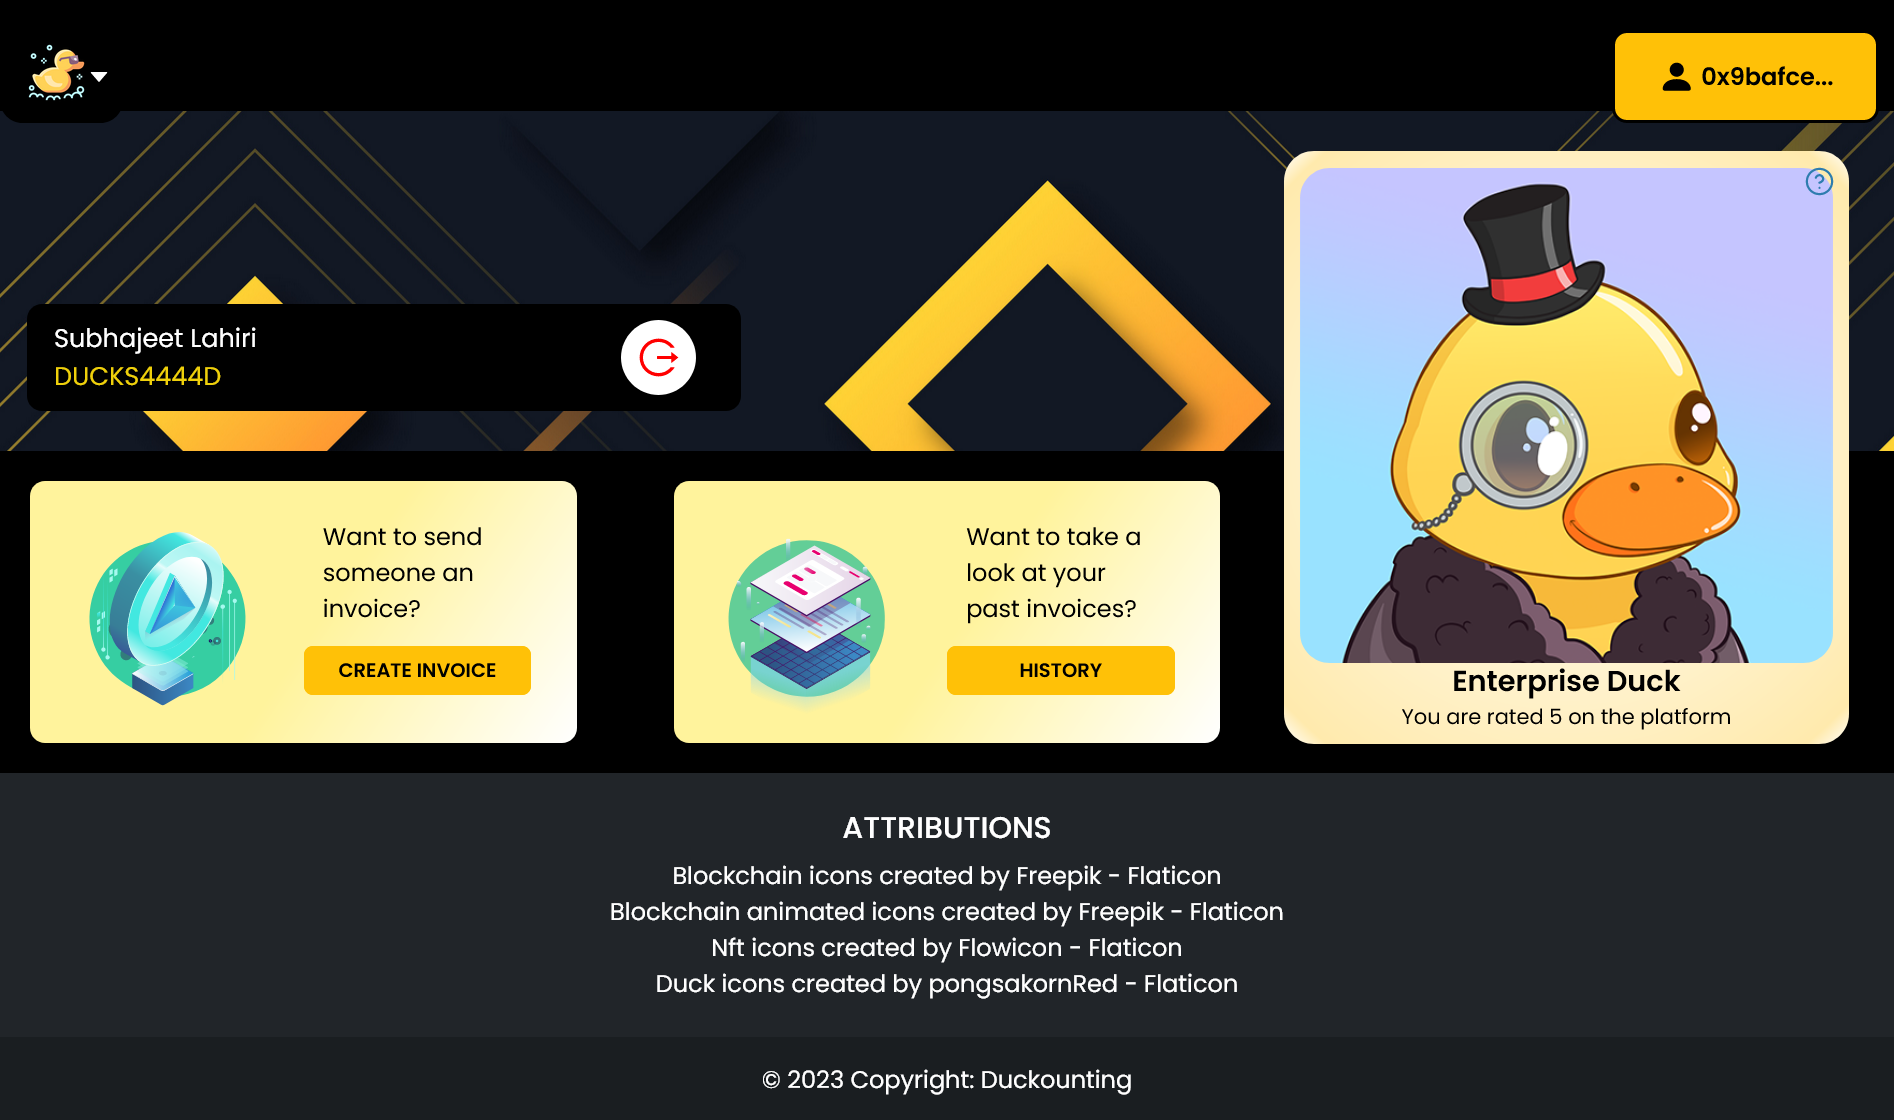 0x9bafce...
Subhajeet Lahiri
DUCKS4444D
Want to send
someone an
invoice?
CREATE INVOICE
Want to take a
look at your
past invoices?
HISTORY
?
Enterprise Duck
You are rated 5 on the platform
ATTRIBUTIONS
Blockchain icons created by Freepik - Flaticon
Blockchain animated icons created by Freepik - Flaticon
Nft icons created by Flowicon - Flaticon
Duck icons created by pongsakornRed - Flaticon
© 2023 Copyright: Duckounting